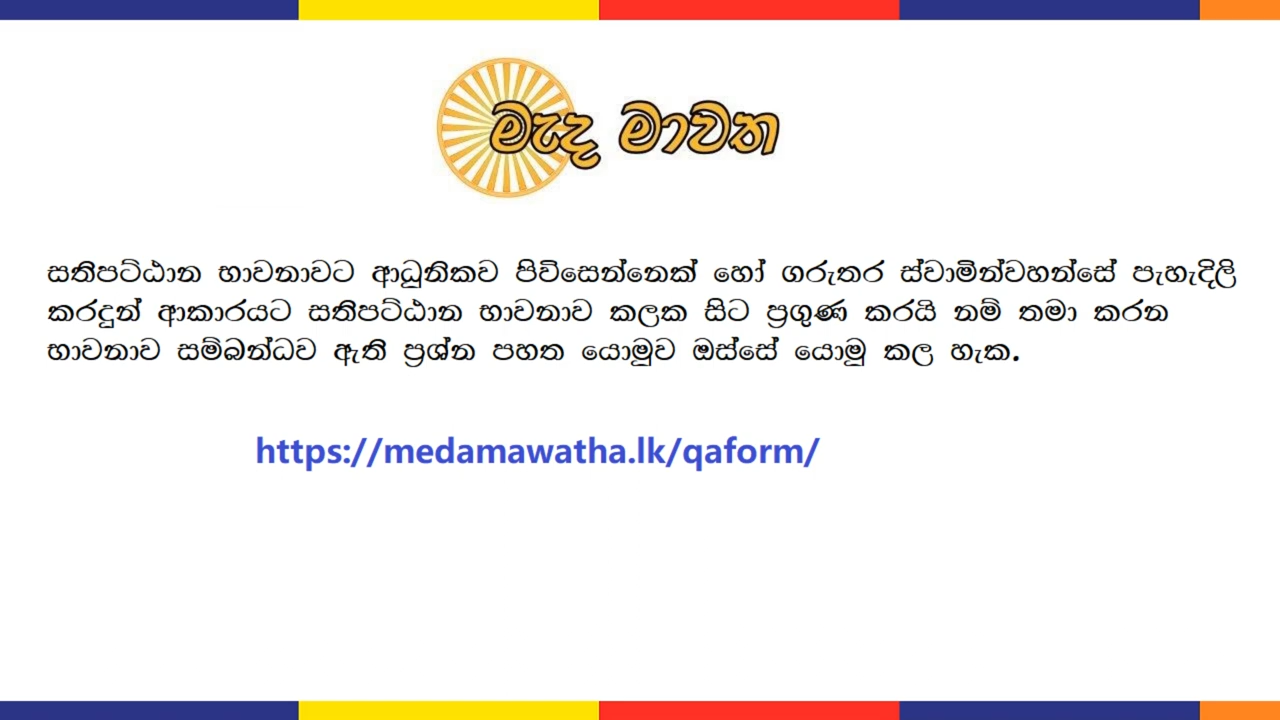 මැද මාවත
සතිපට්ඨාන භාවනාවට ආධුනිකව පිවිසෙන්නෙක් හෝ ගරුතර ස්වාමින්වහන්සේ පැහැදිලි
කරදුන් ආකාරයට සතිපට්ඨාන භාවනාව කලක සිට ප්‍රගුණ කරයි නම් තමා කරන
භාවනාව සම්බන්ධව ඇති ප්‍රශ්න පහත යොමුව ඔස්සේ යොමු කල හැක.
https://medamawatha.lk/qaform/